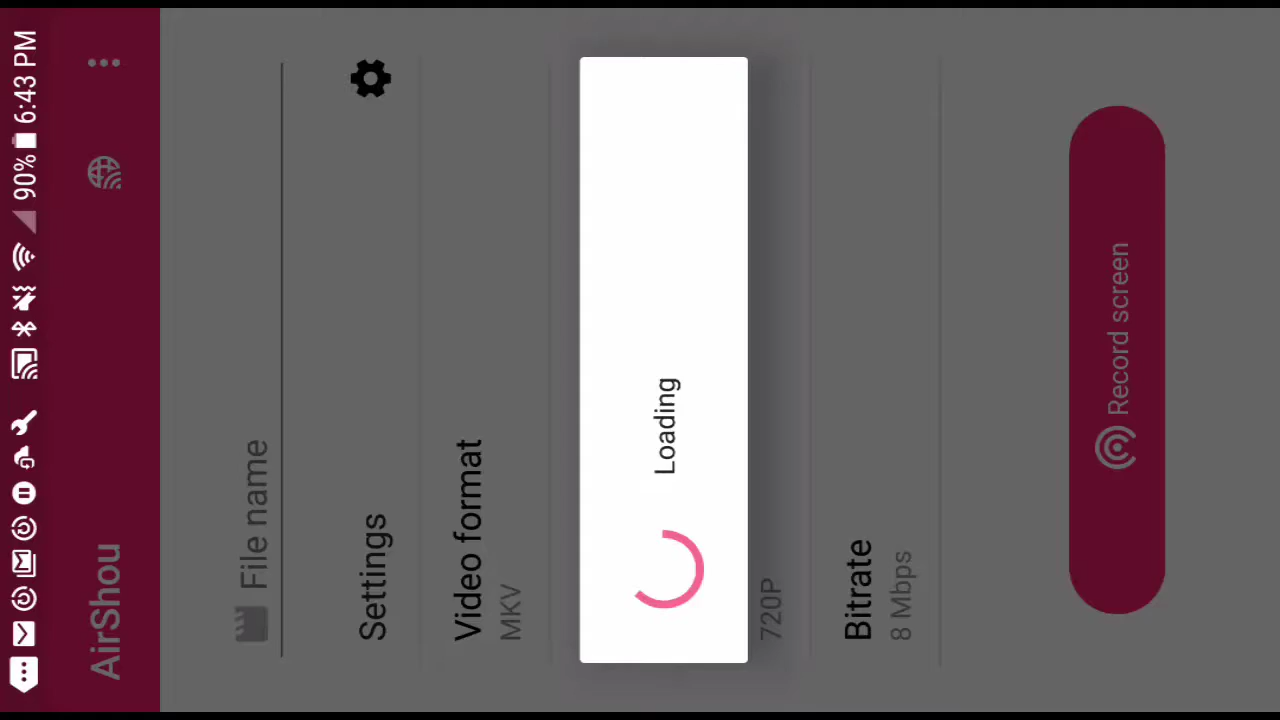 90% 6:43 PM
AirShou
File name
Settings
Video format
MKV
Loading
720P
Bitrate
8 Mbps
Record screen